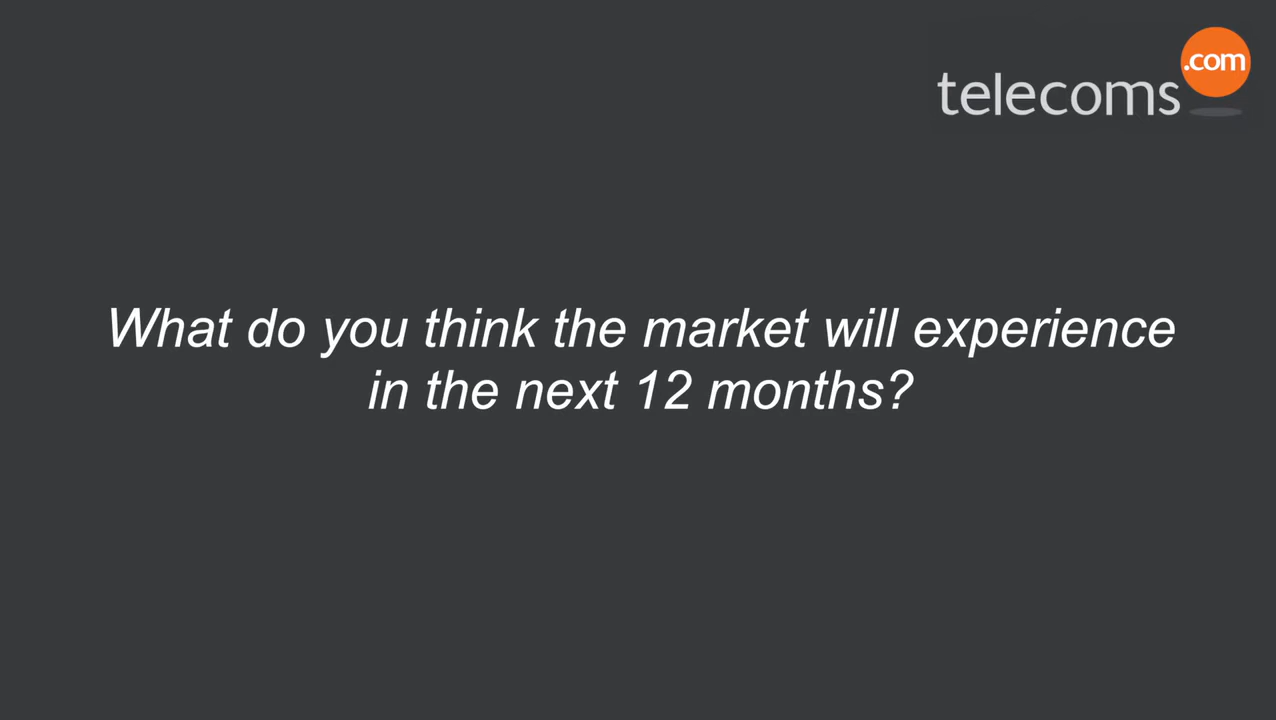 telecoms.com
What do you think the market will experience
in the next 12 months?